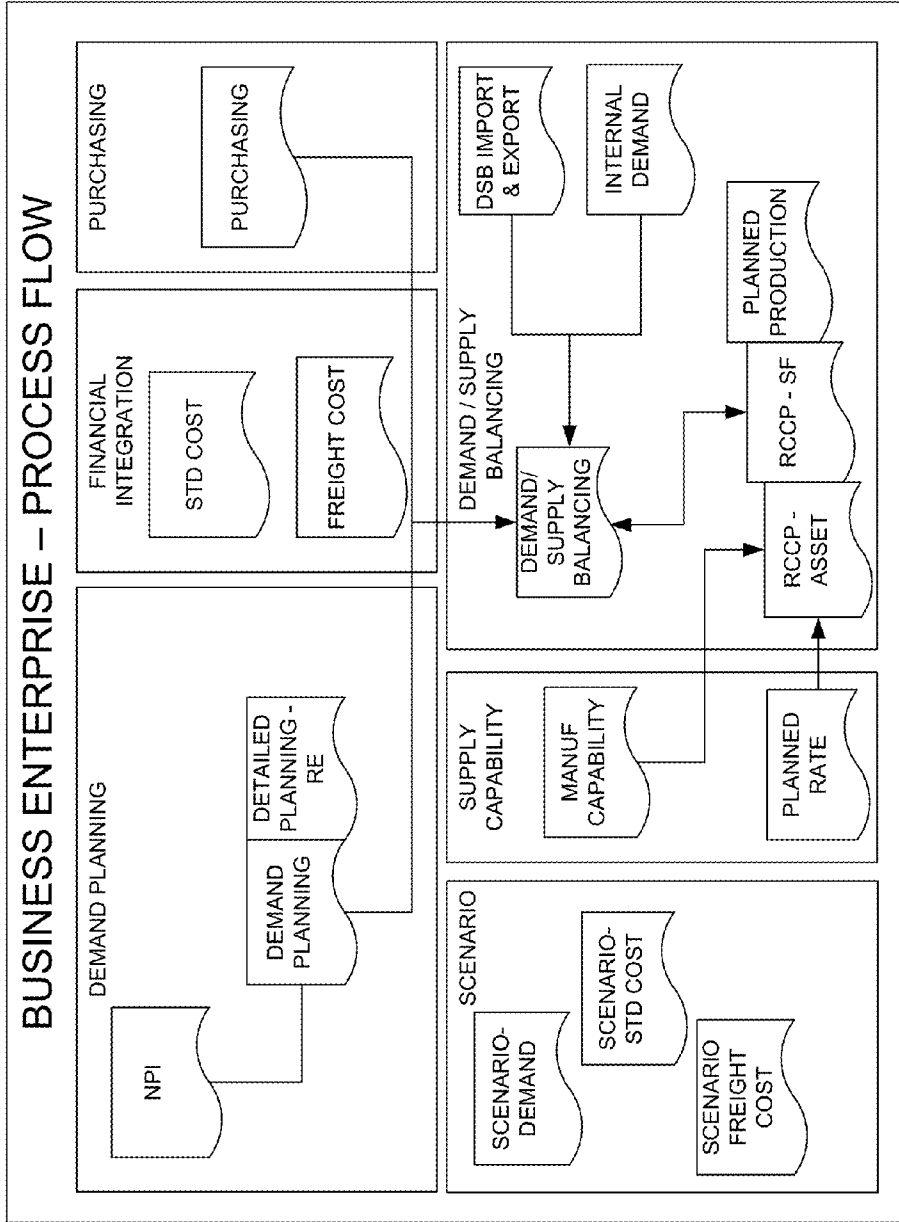 BUSINESS ENTERPRISE – PROCESS FLOW
DEMAND PLANNING
NPI
DEMAND
PLANNING
DETAILED
PLANNING -
RE
FINANCIAL
INTEGRATION
STD COST
FREIGHT COST
PURCHASING
PURCHASING
SCENARIO
SCENARIO-
DEMAND
SCENARIO-
STD COST
SCENARIO
FREIGHT
COST
SUPPLY
CAPABILITY
MANUF
CAPABILITY
PLANNED
RATE
DEMAND / SUPPLY
BALANCING
DEMAND/
SUPPLY
BALANCING
DSB IMPORT
& EXPORT
INTERNAL
DEMAND
RCCP -
ASSET
RCCP - SF
PLANNED
PRODUCTION